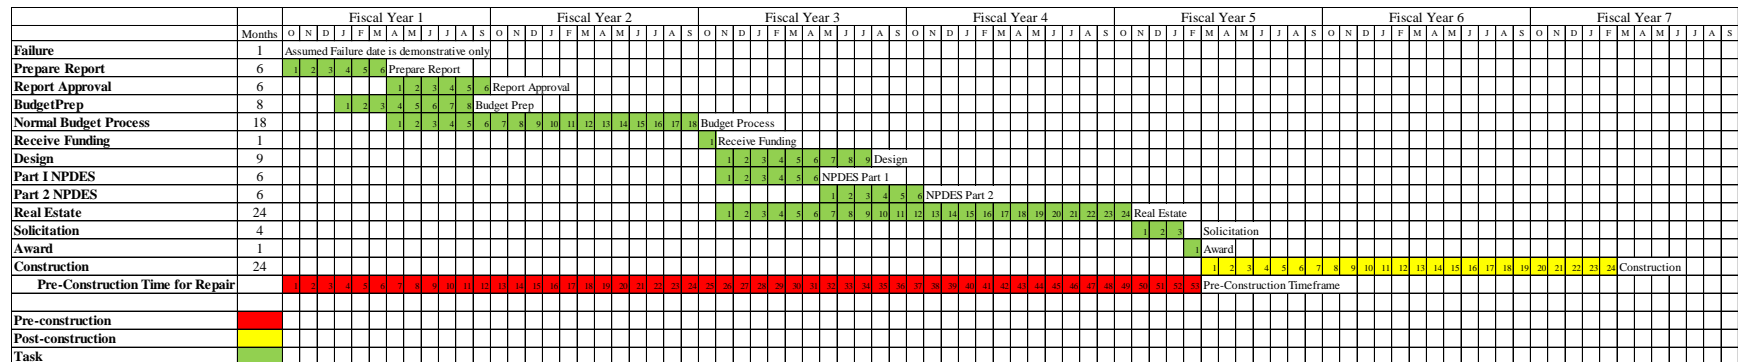 Fiscal Year 1 Fiscal Year 2 Fiscal Year 3 Fiscal Year 4 Fiscal Year 5 Fiscal Year 6 Fiscal Year 7
Months O N D J F M A M J J A S O N D J F M A M J J A S O N D J F M A M J J A S O N D J F M A M J J A S O N D J F M A M J J A S O N D J F M A M J J A S O N D J F M A M J J A S
Failure 1 Assumed Failure date is demonstrative only
Prepare Report 6 1 2 3 4 5 6 Prepare Report
Report Approval 6 1 2 3 4 5 6 Report Approval
BudgetPrep 8 1 2 3 4 5 6 7 8 Budget Prep
Normal Budget Process 18 1 2 3 4 5 6 7 8 9 10 11 12 13 14 15 16 17 18 Budget Process
Receive Funding 1 1 Receive Funding
Design 9 1 2 3 4 5 6 7 8 9 Design
Part I NPDES 6 1 2 3 4 5 6 NPDES Part 1
Part 2 NPDES 6 1 2 3 4 5 6 NPDES Part 2
Real Estate 24 1 2 3 4 5 6 7 8 9 10 11 12 13 14 15 16 17 18 19 20 21 22 23 24 Real Estate
Solicitation 4 1 2 3 Solicitation
Award 1 1 Award
Construction 24 1 2 3 4 5 6 7 8 9 10 11 12 13 14 15 16 17 18 19 20 21 22 23 24 Construction
Pre-Construction Time for Repair 1 2 3 4 5 6 7 8 9 10 11 12 13 14 15 16 17 18 19 20 21 22 23 24 25 26 27 28 29 30 31 32 33 34 35 36 37 38 39 40 41 42 43 44 45 46 47 48 49 50 51 52 53 Pre-Construction Timeframe
Pre-construction
Post-construction
Task